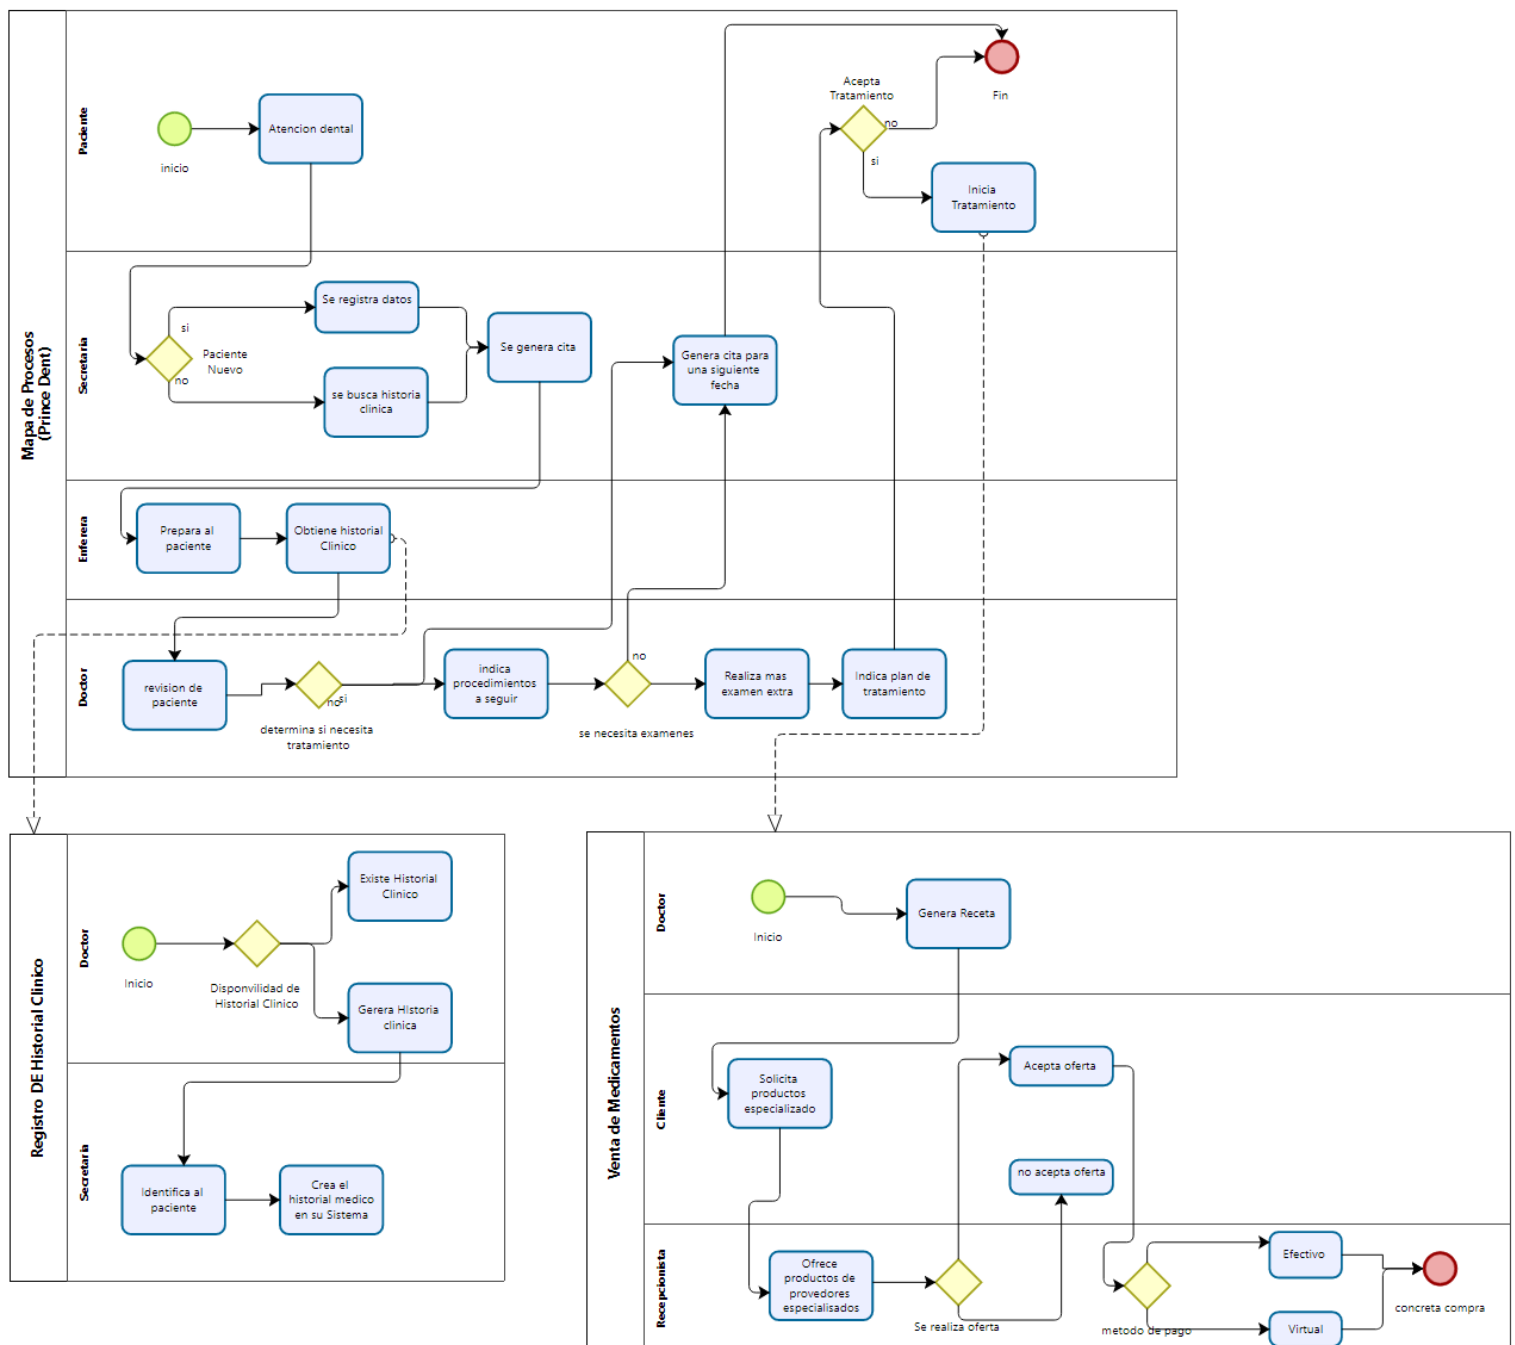 Mapa de Procesos
(Prince Dent)
Paciente
inicio
Atencion dental
Acepta
Tratamiento
no
si
Fin
Inicia
Tratamiento
Secretaria
si
Paciente
Nuevo
no
Se registra datos
se busca historia
clinica
Se genera cita
Genera cita para
una siguiente
fecha
Enferera
Prepara al
paciente
Obtiene historial
Clinico
Doctor
revision de
paciente
no
si
determina si necesita
tratamiento
indica
procedimientos
a seguir
no
se necesita examenes
Realiza mas
examen extra
Indica plan de
tratamiento
Registro DE Historial Clinico
Doctor
Inicio
Disponvilidad de
Historial Clinico
Existe Historial
Clinico
Gerera HIstoria
clinica
Secretaria
Identifica al
paciente
Crea el
historial medico
en su Sistema
Venta de Medicamentos
Doctor
Inicio
Genera Receta
Cliente
Solicita
productos
especializado
Acepta oferta
no acepta oferta
Recepcionista
Ofrece
productos de
provedores
especialisados
Se realiza oferta
metodo de pago
Efectivo
Virtual
concreta compra